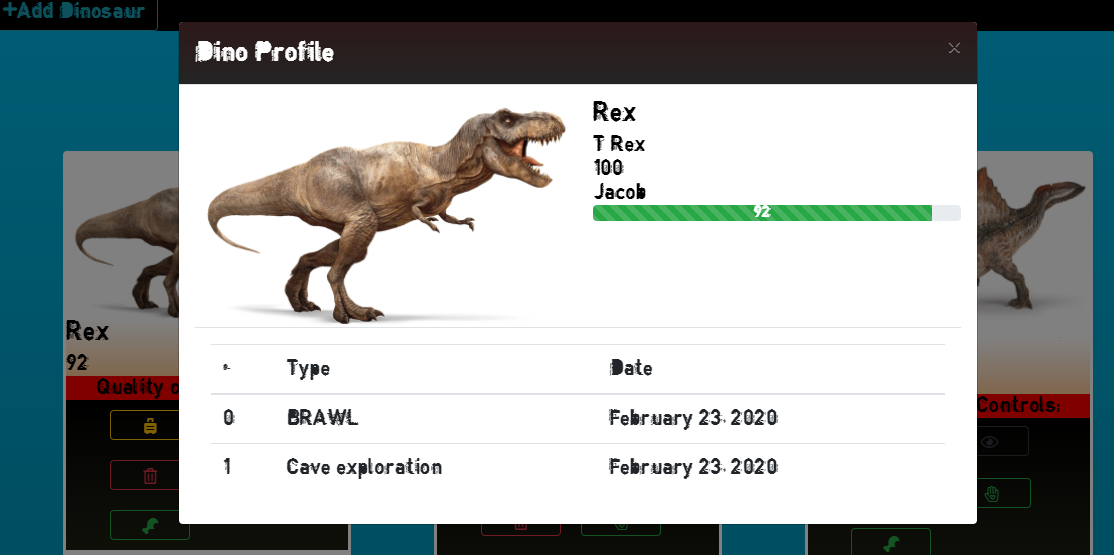 +Add Dinosaur
Dino Profile
×
Rex
T Rex
100
Jacob
92
Type Date
0 BRAWL February 23, 2020
1 Cave exploration February 23, 2020
Rex
92
Quality o
Controls: